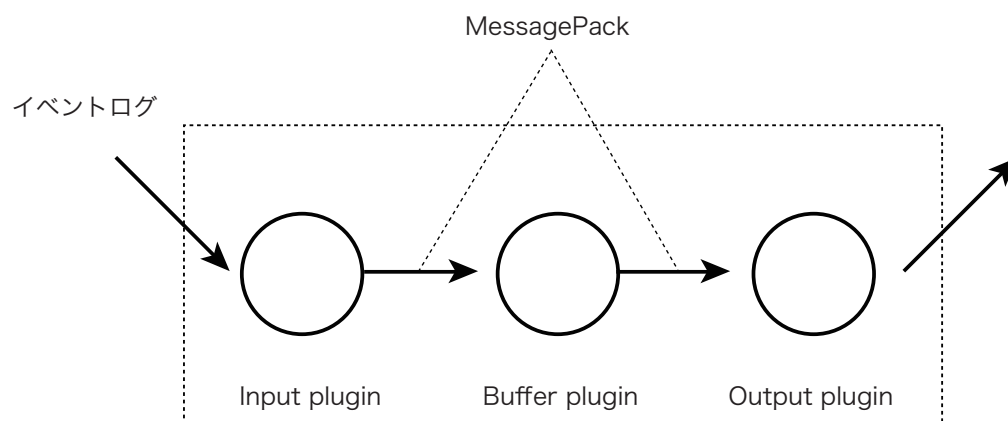 MessagePack
イベントログ
Input plugin
Buffer plugin
Output plugin